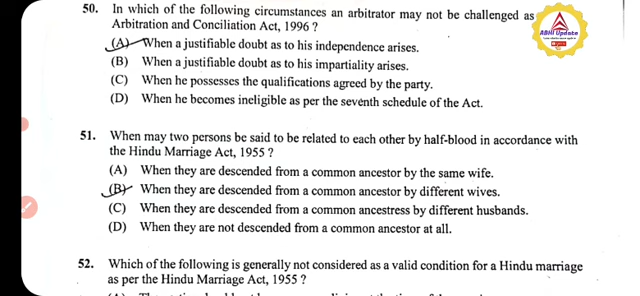 50. In which of the following circumstances an arbitrator may not be challenged as
Arbitration and Conciliation Act, 1996 ?
ABHI Update
(A) When a justifiable doubt as to his independence arises.
(B) When a justifiable doubt as to his impartiality arises.
(C) When he possesses the qualifications agreed by the party.
(D) When he becomes ineligible as per the seventh schedule of the Act.
51. When may two persons be said to be related to each other by half-blood in accordance with
the Hindu Marriage Act, 1955 ?
(A) When they are descended from a common ancestor by the same wife.
(B) When they are descended from a common ancestor by different wives.
(C) When they are descended from a common ancestress by different husbands.
(D) When they are not descended from a common ancestor at all.
52. Which of the following is generally not considered as a valid condition for a Hindu marriage
as per the Hindu Marriage Act, 1955 ?